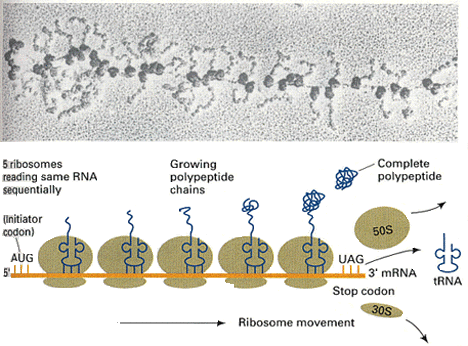 5 ribosomes
reading same RNA
sequentially
Growing
polypeptide
chains
Complete
polypeptide
(Initiator
codon)
AUG
5'
UAG
3' mRNA
Stop codon
50S
tRNA
30S
Ribosome movement